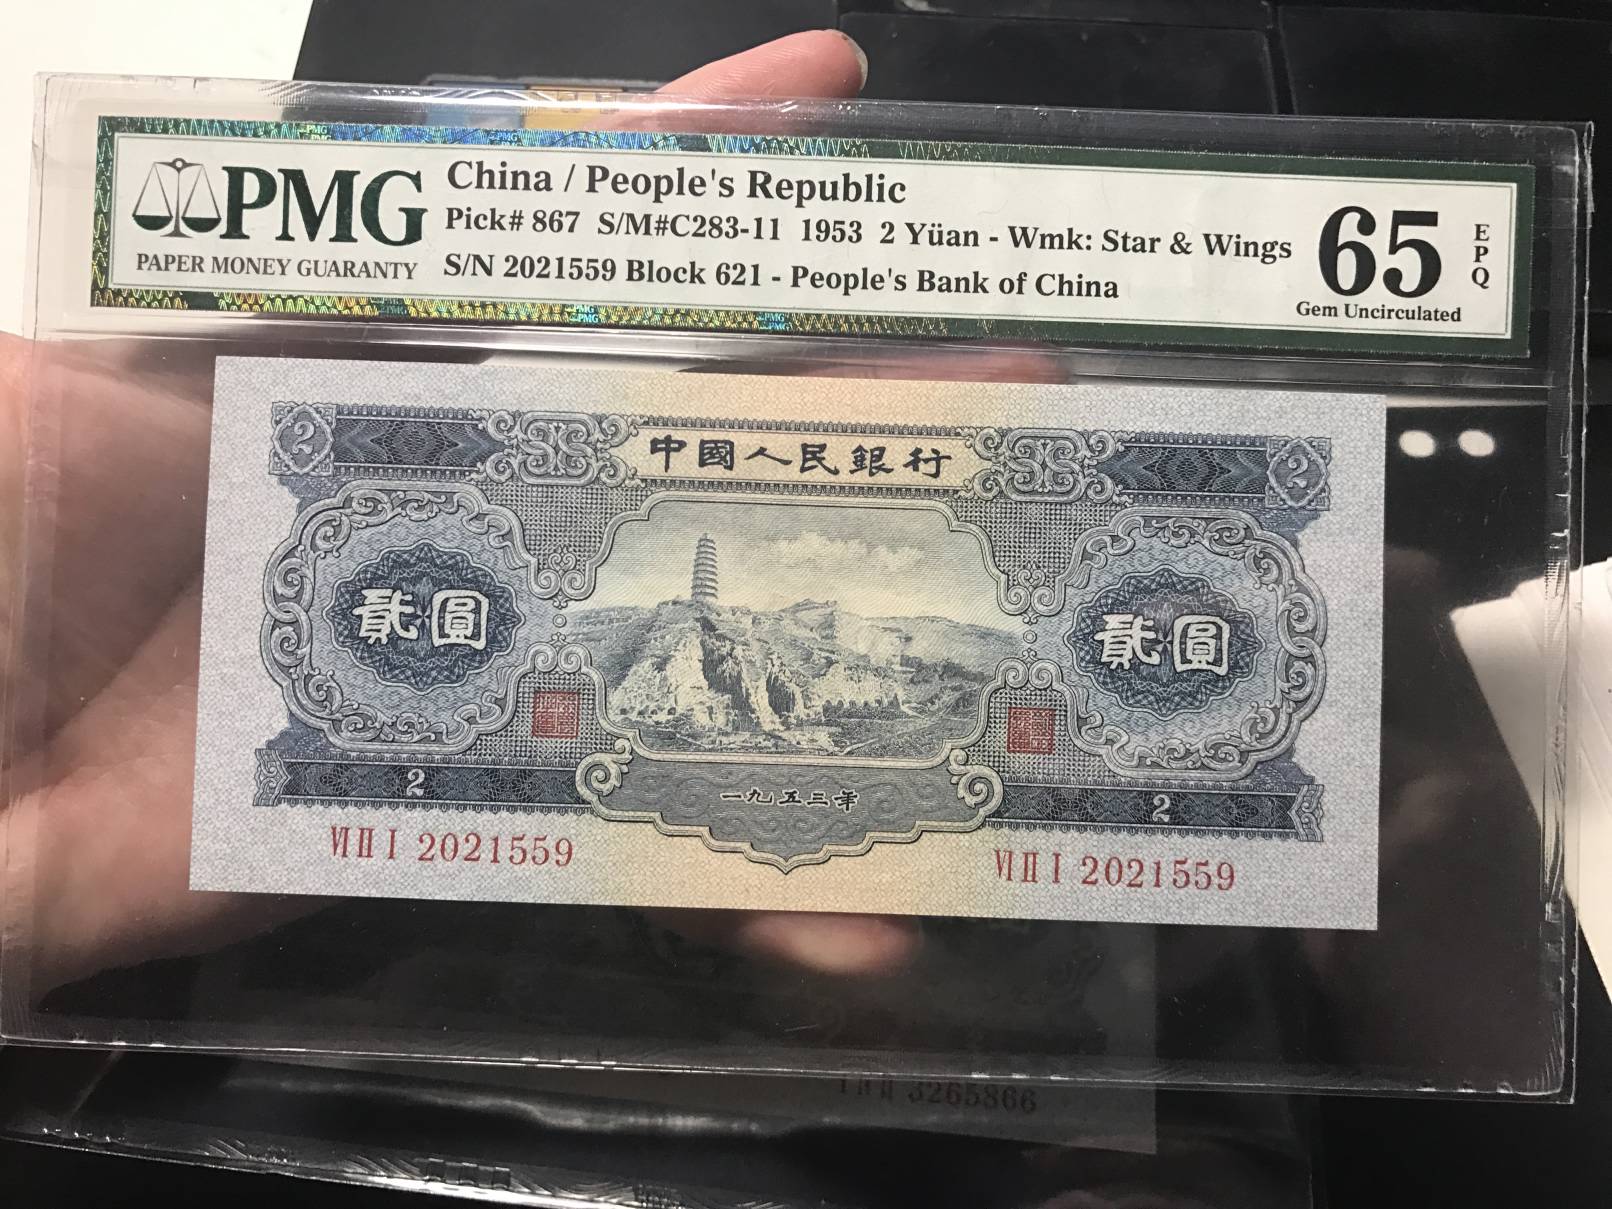 PMG
PAPER MONEY GUARANTY
China / People's Republic
Pick# 867 S/M#C283-11 1953 2 Yüan - Wmk: Star & Wings
S/N 2021559 Block 621 - People's Bank of China
65
EPQ
Gem Uncirculated
2 中國人民銀行 2
貳圓 貳圓
一九五三年
2 2
VI II I 2021559
VI II I 2021559
I II II 3265866